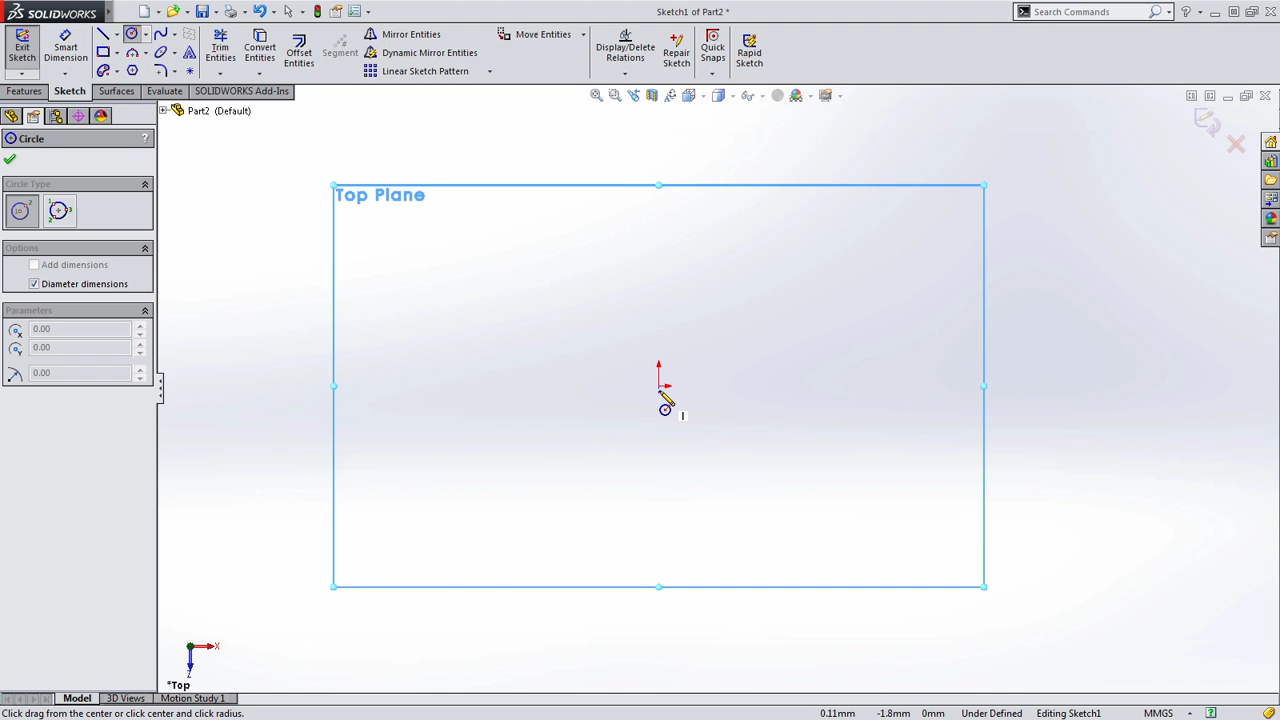 SOLIDWORKS
Sketch1 of Part2 *
Search Commands
Exit Sketch
Smart Dimension
Trim Entities
Convert Entities
Offset Entities
Segment
Mirror Entities
Dynamic Mirror Entities
Linear Sketch Pattern
Move Entities
Display/Delete Relations
Repair Sketch
Quick Snaps
Rapid Sketch
Features
Sketch
Surfaces
Evaluate
SOLIDWORKS Add-Ins
Part2 (Default)
Circle
?
Circle Type
Options
Add dimensions
Diameter dimensions
Parameters
0.00
0.00
0.00
Top Plane
X
Z
*Top
Model
3D Views
Motion Study 1
Click drag from the center or click center and click radius.
0.11mm
-1.8mm
0mm
Under Defined
Editing Sketch1
MMGS